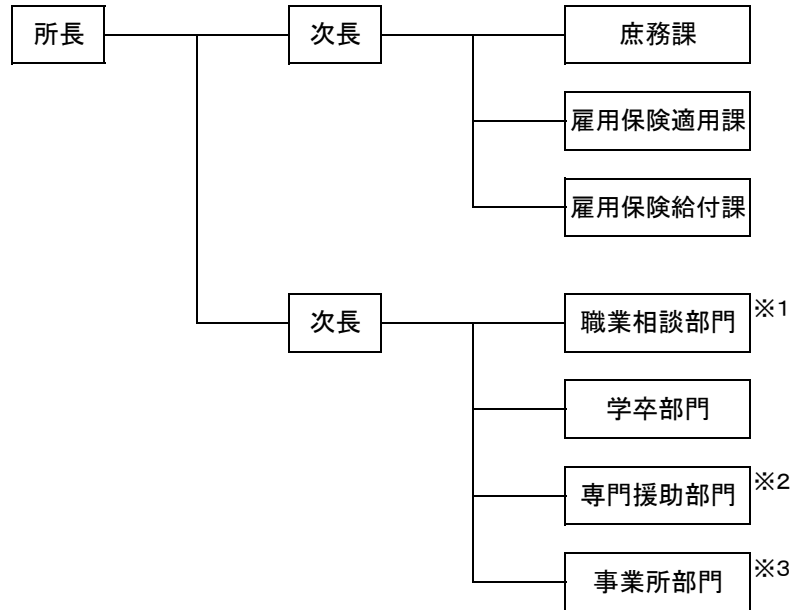 所長
次長
庶務課
雇用保険適用課
雇用保険給付課
次長
職業相談部門 ※1
学卒部門
専門援助部門 ※2
事業所部門 ※3